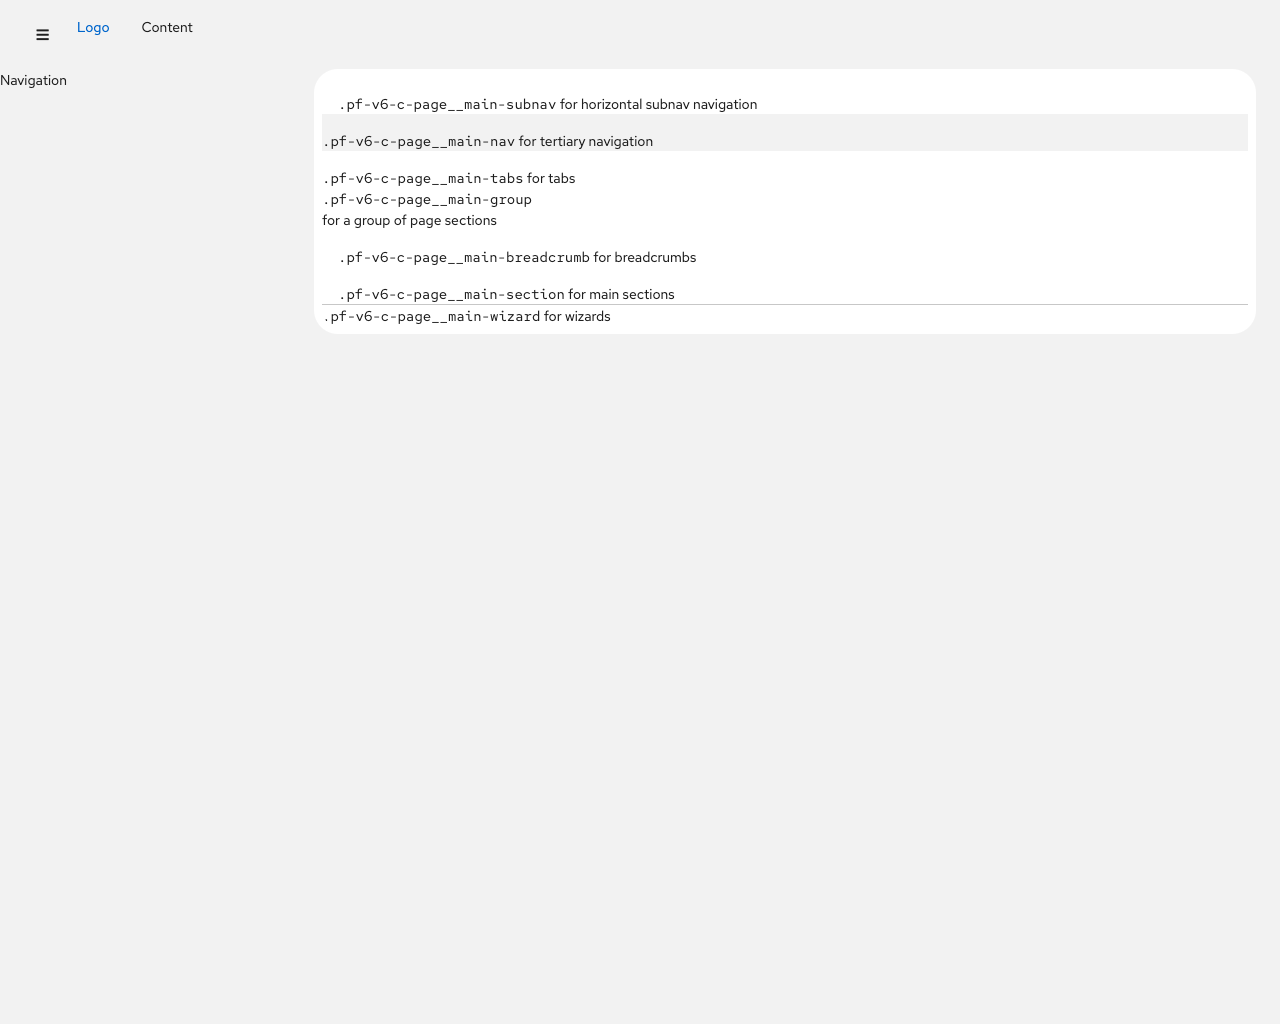 Logo Content
Navigation
.pf-v6-c-page__main-subnav for horizontal subnav navigation
.pf-v6-c-page__main-nav for tertiary navigation
.pf-v6-c-page__main-tabs for tabs
.pf-v6-c-page__main-group
for a group of page sections
.pf-v6-c-page__main-breadcrumb for breadcrumbs
.pf-v6-c-page__main-section for main sections
.pf-v6-c-page__main-wizard for wizards